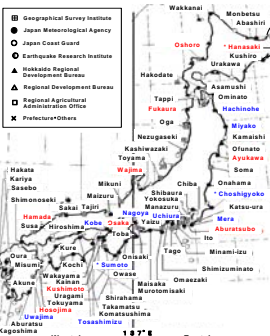 Geographical Survey Institute
Japan Meteorological Agency
Japan Coast Guard
Earthquake Research Institute
Hokkaido Regional
Development Bureau
Regional Development Bureau
Regional Agricultural
Administration Office
Prefecture•Others
Wakkanai
Monbetsu
Abashiri
Oshoro
Hanasaki
Kushiro
Urakawa
Hakodate
Asamushi
Tappi
Ominato
Fukaura
Hachinohe
Oga
Miyako
Nezugaseki
Kamaishi
Kashiwazaki
Ofunato
Toyama
Ayukawa
Wajima
Soma
Hakata
Mikuni
Kariya
Chiba
Onahama
Sasebo
Maizuru
Shibaura
Choshigyoko
Shimonoseki
Tajiri
Yokosuka
Sakai
Nagoya
Manazuru
Katsu-ura
Hamada
Kobe
Uchiura
Mera
Susa
Hiroshima
Osaka
Yaizu
Aburatsubo
Toba
Ito
Oura
Kure
Tago
Minami-izu
Misumi
Kochi
Onisaki
Shimizuminato
Akune
Wakayama
Sumoto
Kainan
Owase
Omaezaki
Kushimoto
Maisaka
Uragami
Shirahama
Murotomisaki
Hosojima
Tokuyama
Takamatsu
Uwajima
Komatsushima
Aburatsu
Tosashimizu
Kagoshima
137°E